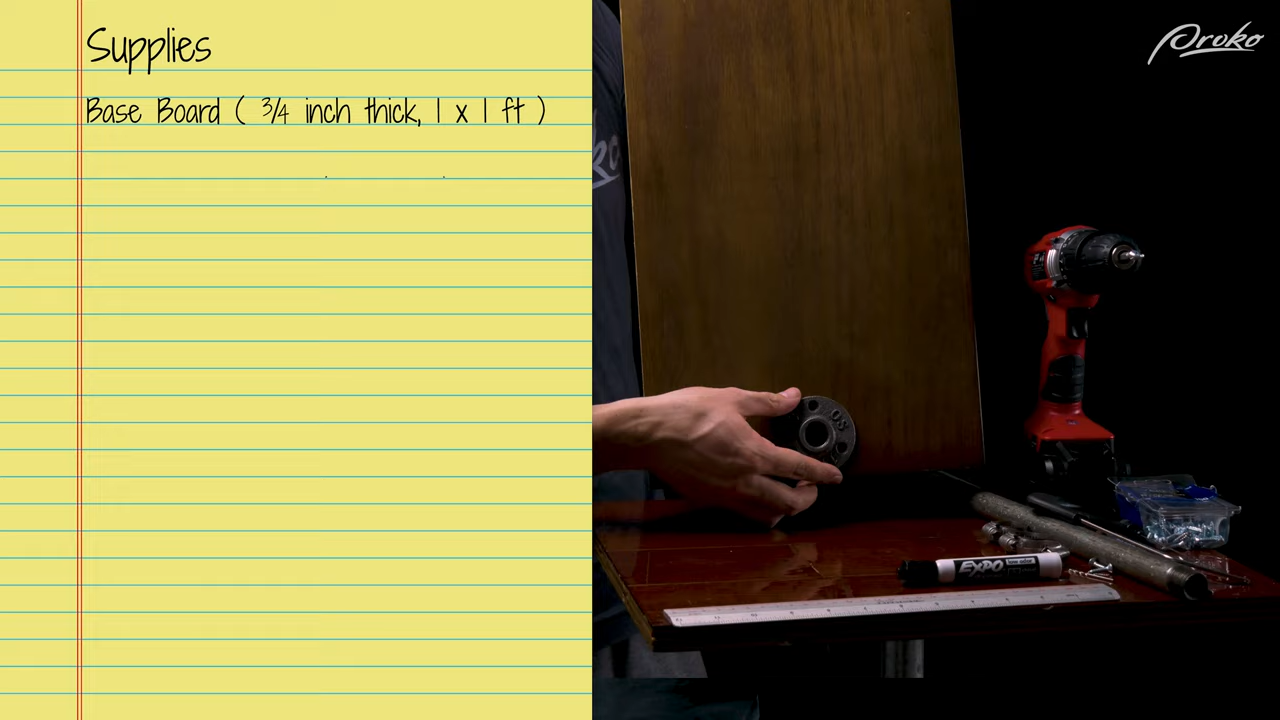 Supplies
Base Board ( 3/4 inch thick, 1 x 1 ft )
Proko
EXPO